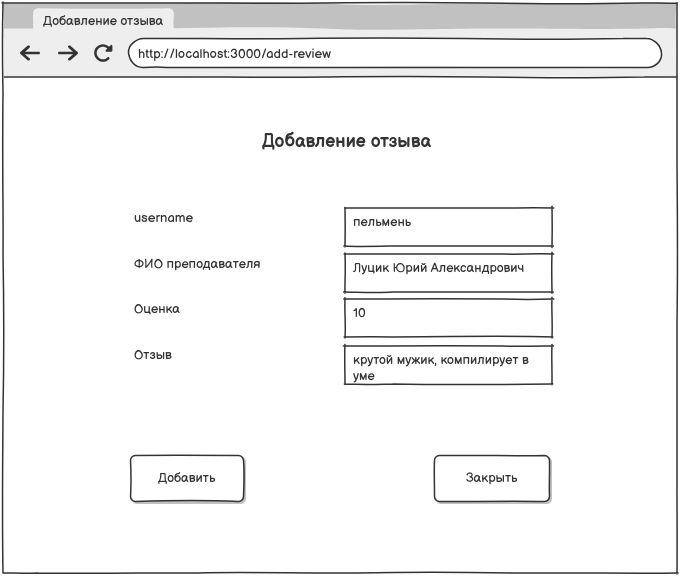 Добавление отзыва
http://localhost:3000/add-review
Добавление отзыва
username
пельмень
ФИО преподавателя
Луцик Юрий Александрович
Оценка
10
Отзыв
крутой мужик, компилирует в
уме
Добавить
Закрыть